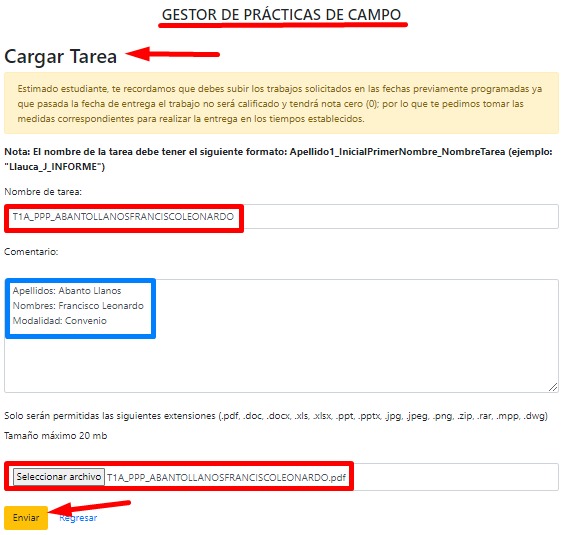 GESTOR DE PRÁCTICAS DE CAMPO
Cargar Tarea
Estimado estudiante, te recordamos que debes subir los trabajos solicitados en las fechas previamente programadas ya
que pasada la fecha de entrega el trabajo no será calificado y tendrá nota cero (0); por lo que te pedimos tomar las
medidas correspondientes para realizar la entrega en los tiempos establecidos.
Nota: El nombre de la tarea debe tener el siguiente formato: Apellido1_InicialPrimerNombre_NombreTarea (ejemplo:
"Llauca_J_INFORME")
Nombre de tarea:
T1A_PPP_ABANTOLLANOSFRANCISCOLEONARDO
Comentario:
Apellidos: Abanto Llanos
Nombres: Francisco Leonardo
Modalidad: Convenio
Solo serán permitidas las siguientes extensiones (.pdf, .doc, .docx, .xls, .xlsx, .ppt, .pptx, .jpg, .jpeg, .png, .zip, .rar, .mpp, .dwg)
Tamaño máximo 20 mb
Seleccionar archivo T1A_PPP_ABANTOLLANOSFRANCISCOLEONARDO.pdf
Enviar Regresar